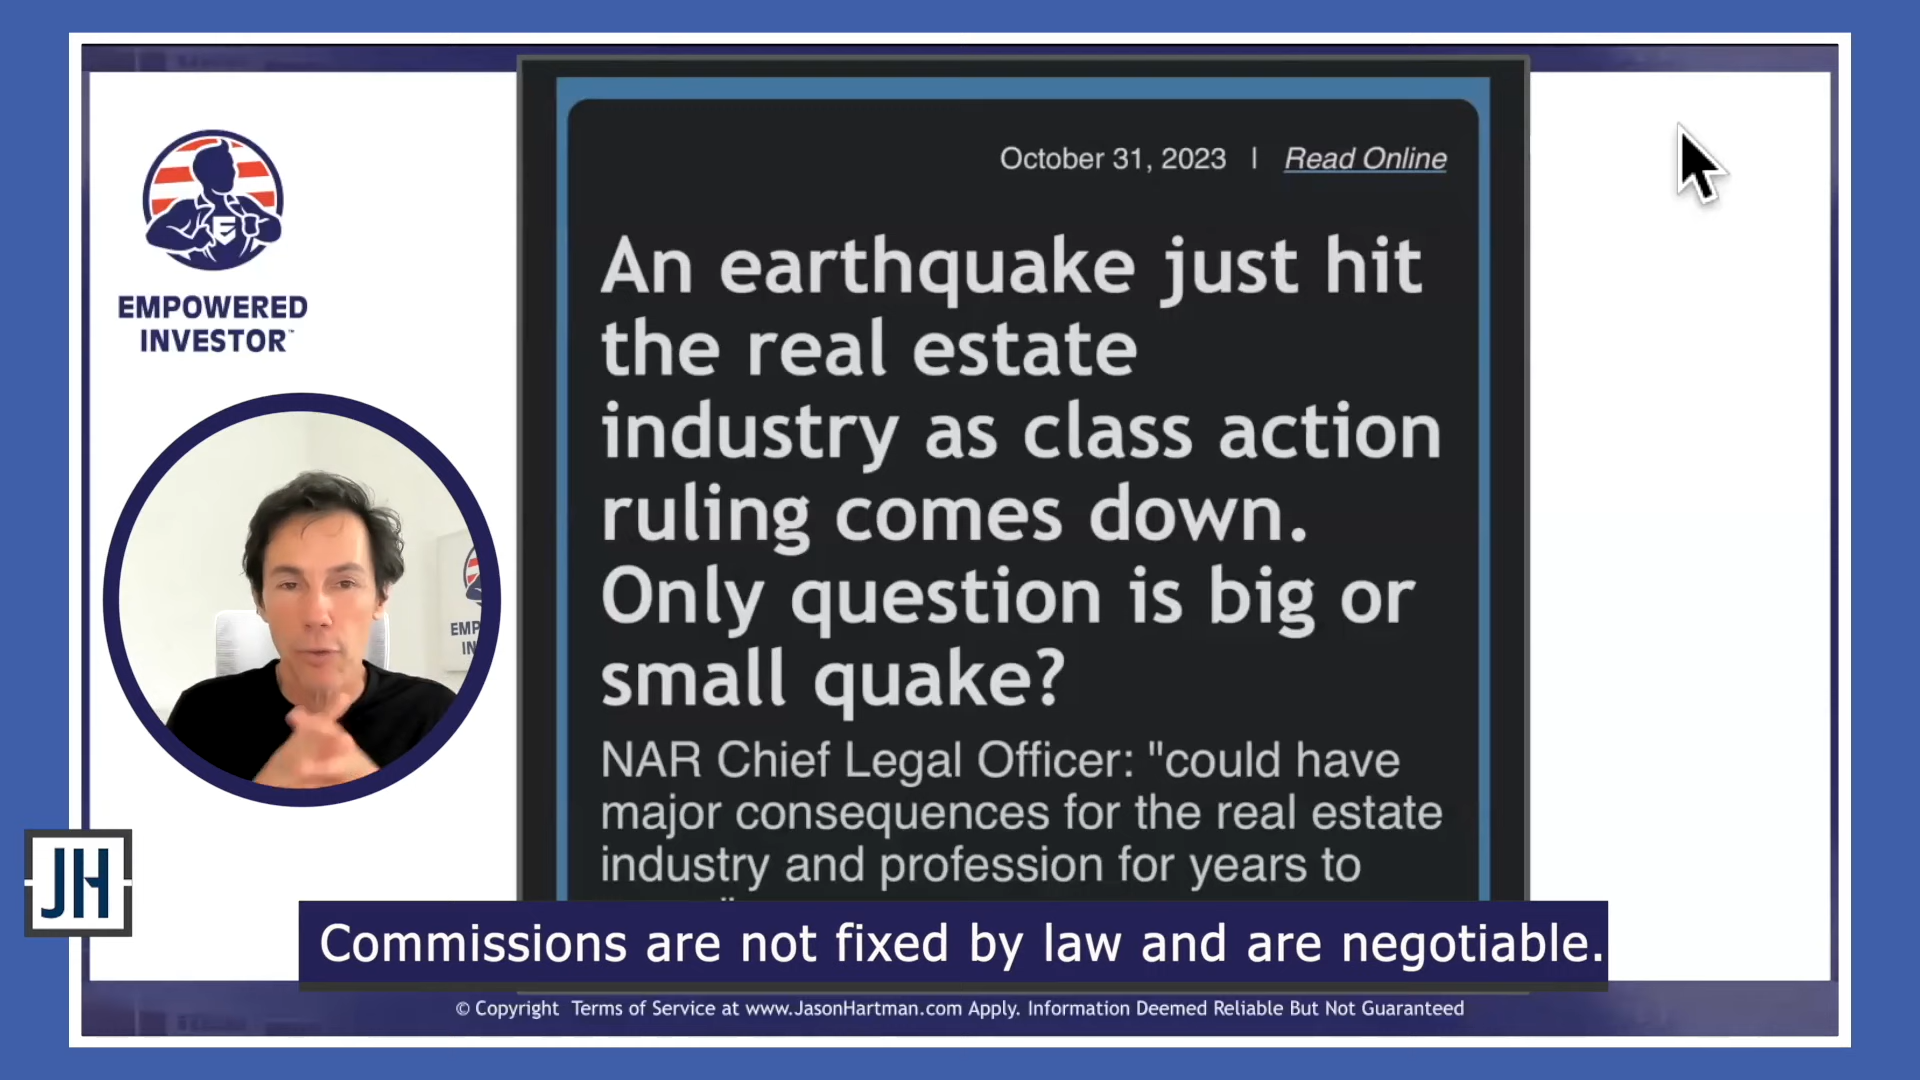 EMPOWERED
INVESTOR™
EMP
IN
JH
October 31, 2023 | Read Online
An earthquake just hit
the real estate
industry as class action
ruling comes down.
Only question is big or
small quake?
NAR Chief Legal Officer: "could have
major consequences for the real estate
industry and profession for years to
Commissions are not fixed by law and are negotiable.
© Copyright Terms of Service at www.JasonHartman.com Apply. Information Deemed Reliable But Not Guaranteed